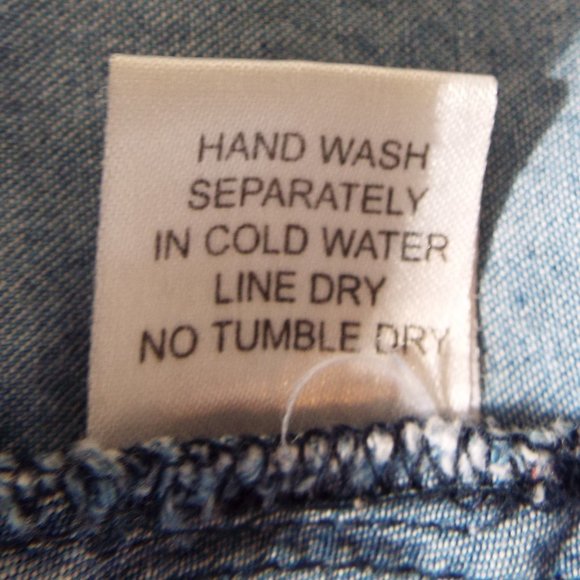 HAND WASH
SEPARATELY
IN COLD WATER
LINE DRY
NO TUMBLE DRY